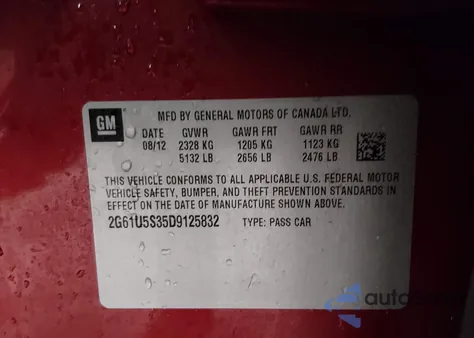 GM
MFD BY GENERAL MOTORS OF CANADA LTD.
DATE GVWR GAWR FRT GAWR RR
08/12 2328 KG 1205 KG 1123 KG
5132 LB 2656 LB 2476 LB
THIS VEHICLE CONFORMS TO ALL APPLICABLE U.S. FEDERAL MOTOR
VEHICLE SAFETY, BUMPER, AND THEFT PREVENTION STANDARDS IN
EFFECT ON THE DATE OF MANUFACTURE SHOWN ABOVE.
2G61U5S35D9125832 TYPE: PASS CAR